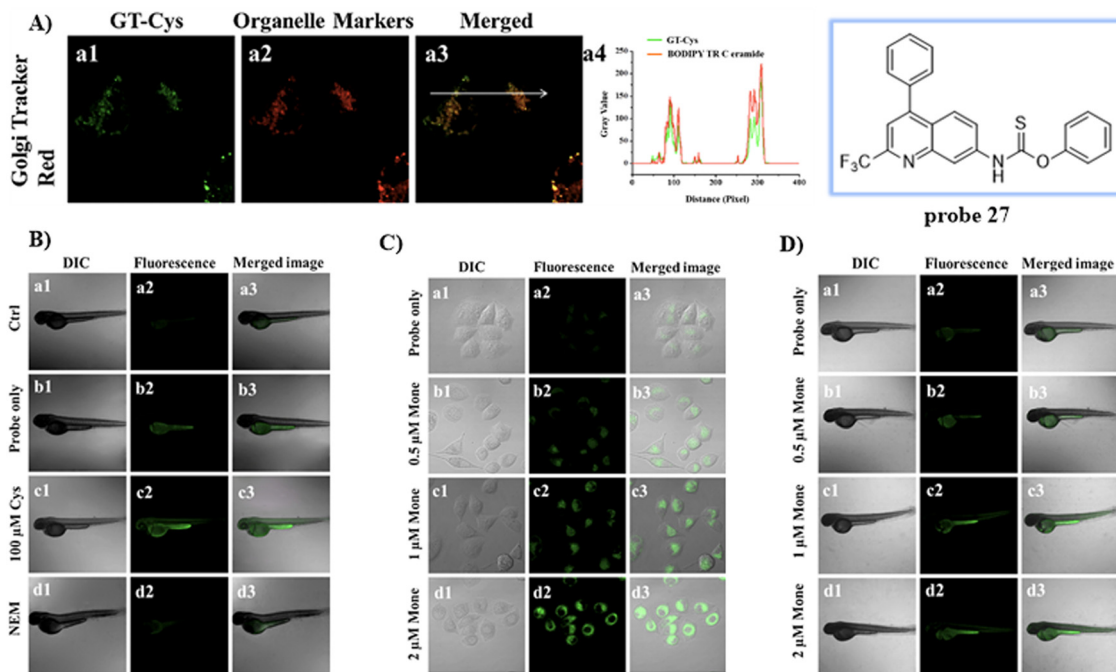 A)
GT-Cys
Organelle Markers
Merged
Golgi Tracker
Red
a1
a2
a3
a4
GT-Cys
BODIPY TR C eramide
Gray Value
250
200
150
100
50
0
0 100 200 300 400
Distance (Pixel)
F3C
N
NH
S
O
probe 27
B)
DIC Fluorescence Merged image
Ctrl
a1 a2 a3
Probe only
b1 b2 b3
100 µM Cys
c1 c2 c3
NEM
d1 d2 d3
C)
DIC Fluorescence Merged image
Probe only
a1 a2 a3
0.5 µM Mone
b1 b2 b3
1 µM Mone
c1 c2 c3
2 µM Mone
d1 d2 d3
D)
DIC Fluorescence Merged image
Probe only
a1 a2 a3
0.5 µM Mone
b1 b2 b3
1 µM Mone
c1 c2 c3
2 µM Mone
d1 d2 d3